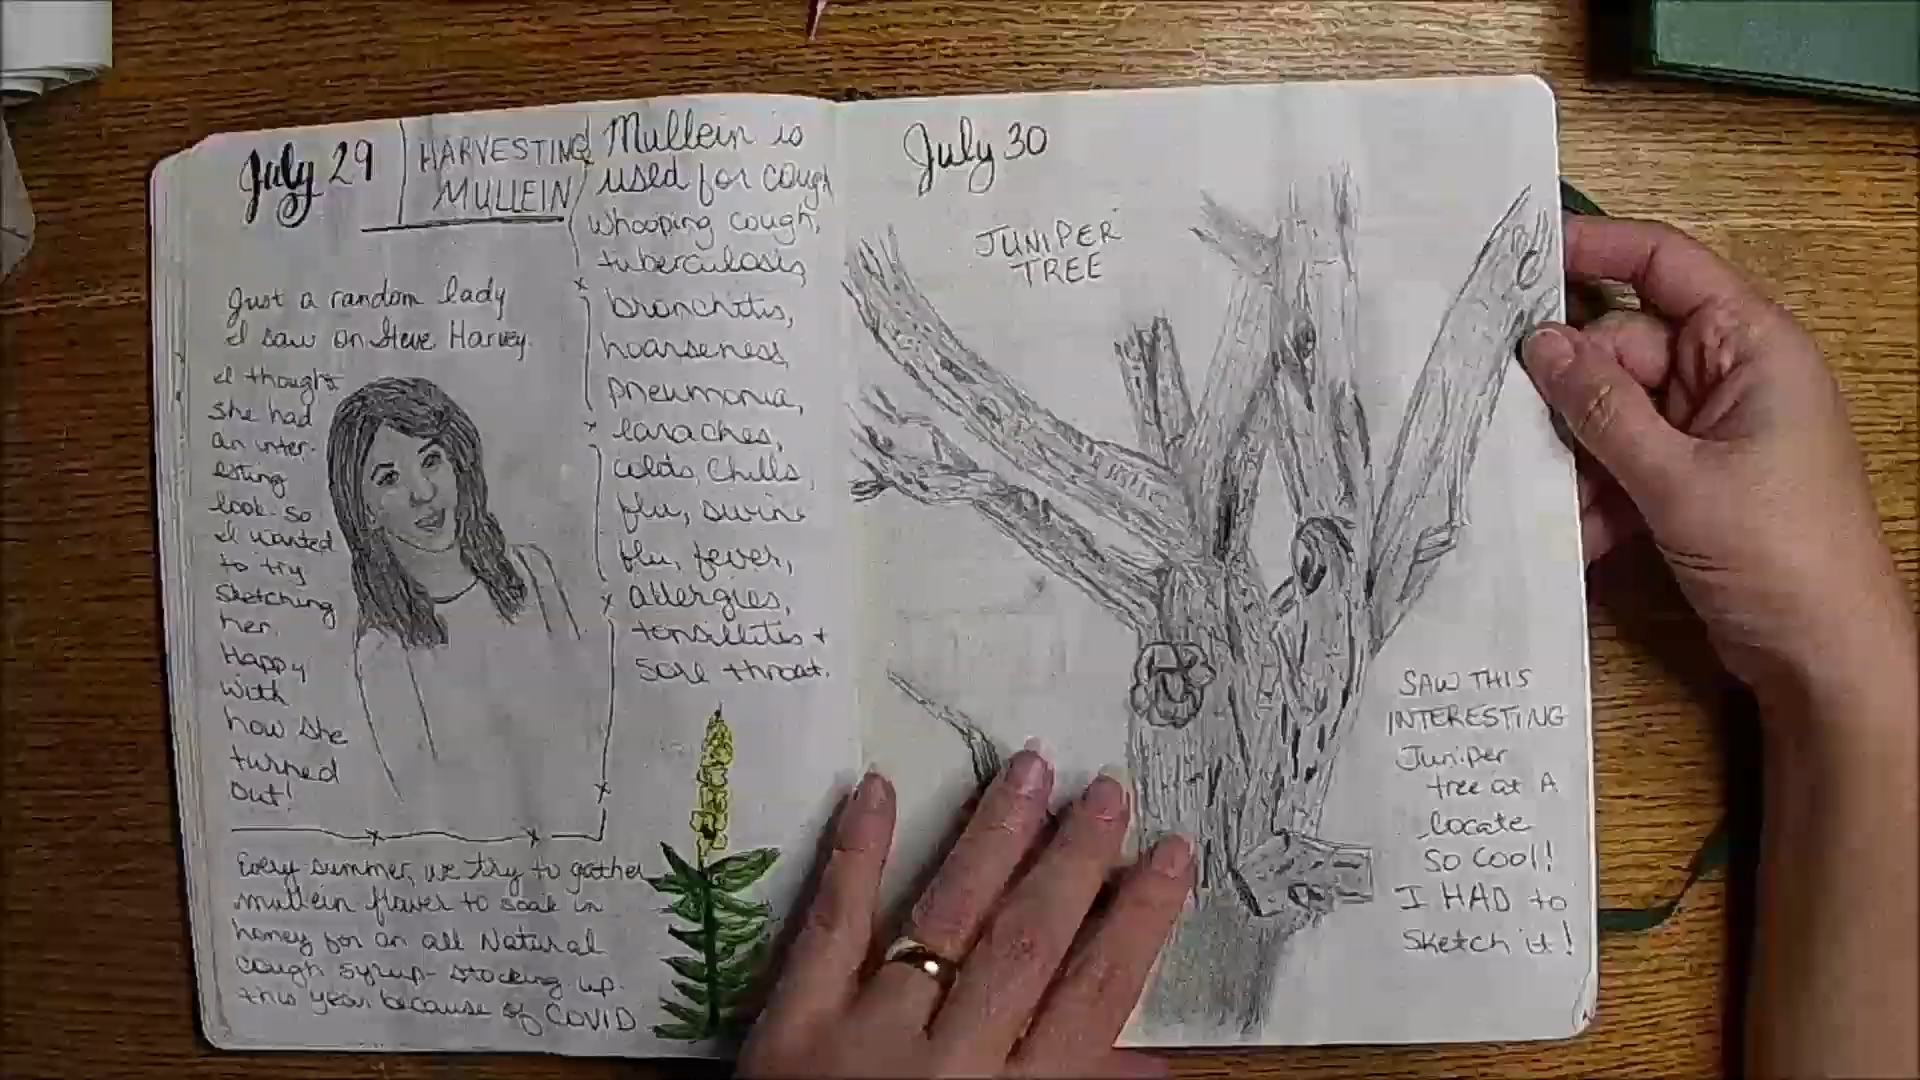 July 29
HARVESTING
MULLEIN
Just a random lady
I saw on Steve Harvey.
I thought
she had
an inter-
esting
look so
I wanted
to try
sketching
her.
Happy
with
how she
turned
out!
Mullein is
used for cough
whooping cough,
tuberculosis,
bronchitis,
hoarseness,
pneumonia,
earaches,
colds, chills,
flu, swine
flu, fever,
allergies,
tonsillitis +
sore throat.
Every summer, we try to gather
mullein flower to soak in
honey for an all Natural
cough syrup - stocking up
this year because of COVID
July 30
JUNIPER
TREE
SAW THIS
INTERESTING
Juniper
tree at A
locate
SO COOl!
I HAD to
sketch it!